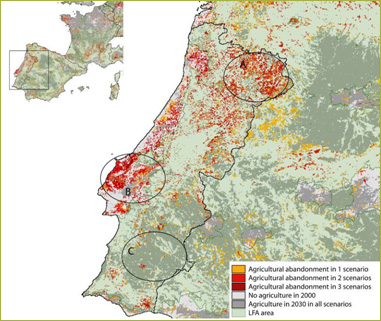 A
B
C
Agricultural abandonment in 1 scenario
Agricultural abandonment in 2 scenarios
Agricultural abandonment in 3 scenarios
No agriculture in 2000
Agriculture in 2030 in all scenarios
LFA area